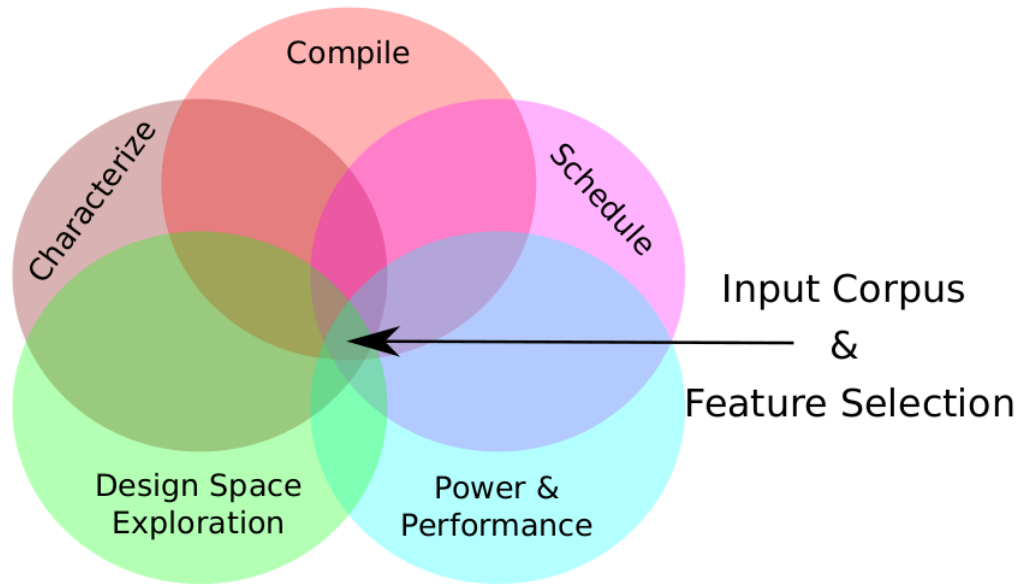 Compile
Characterize
Schedule
Input Corpus
&
Feature Selection
Design Space
Exploration
Power &
Performance